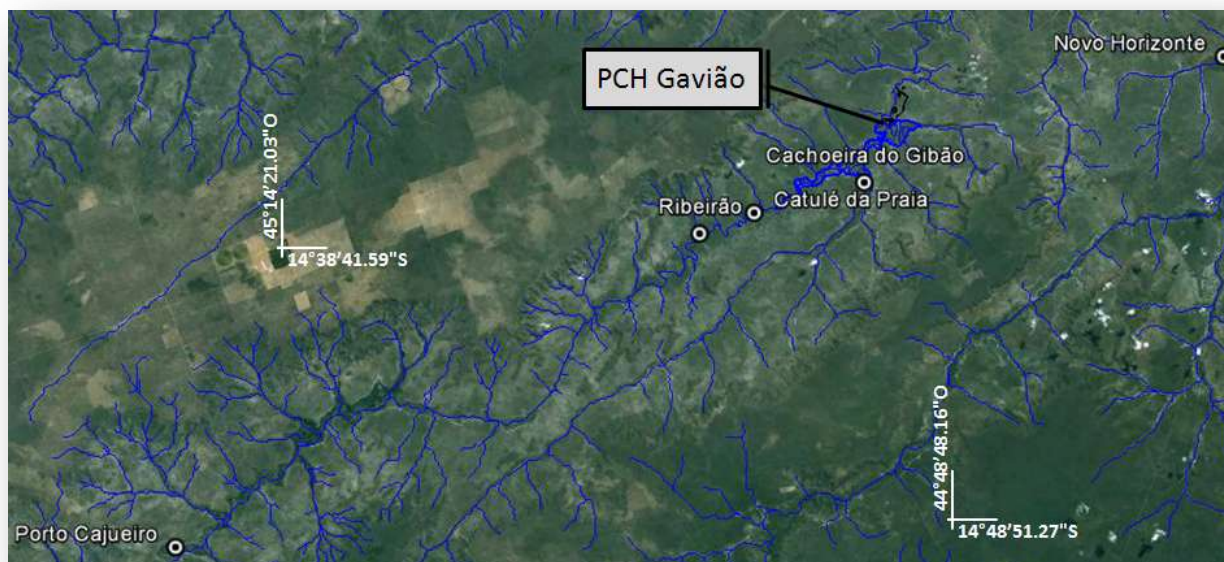 Novo Horizonte
PCH Gavião
45°14’21.03"O
Cachoeira do Gibão
Catulé da Praia
Ribeirão
14°38’41.59"S
44°48’48.16"O
14°48’51.27"S
Porto Cajueiro